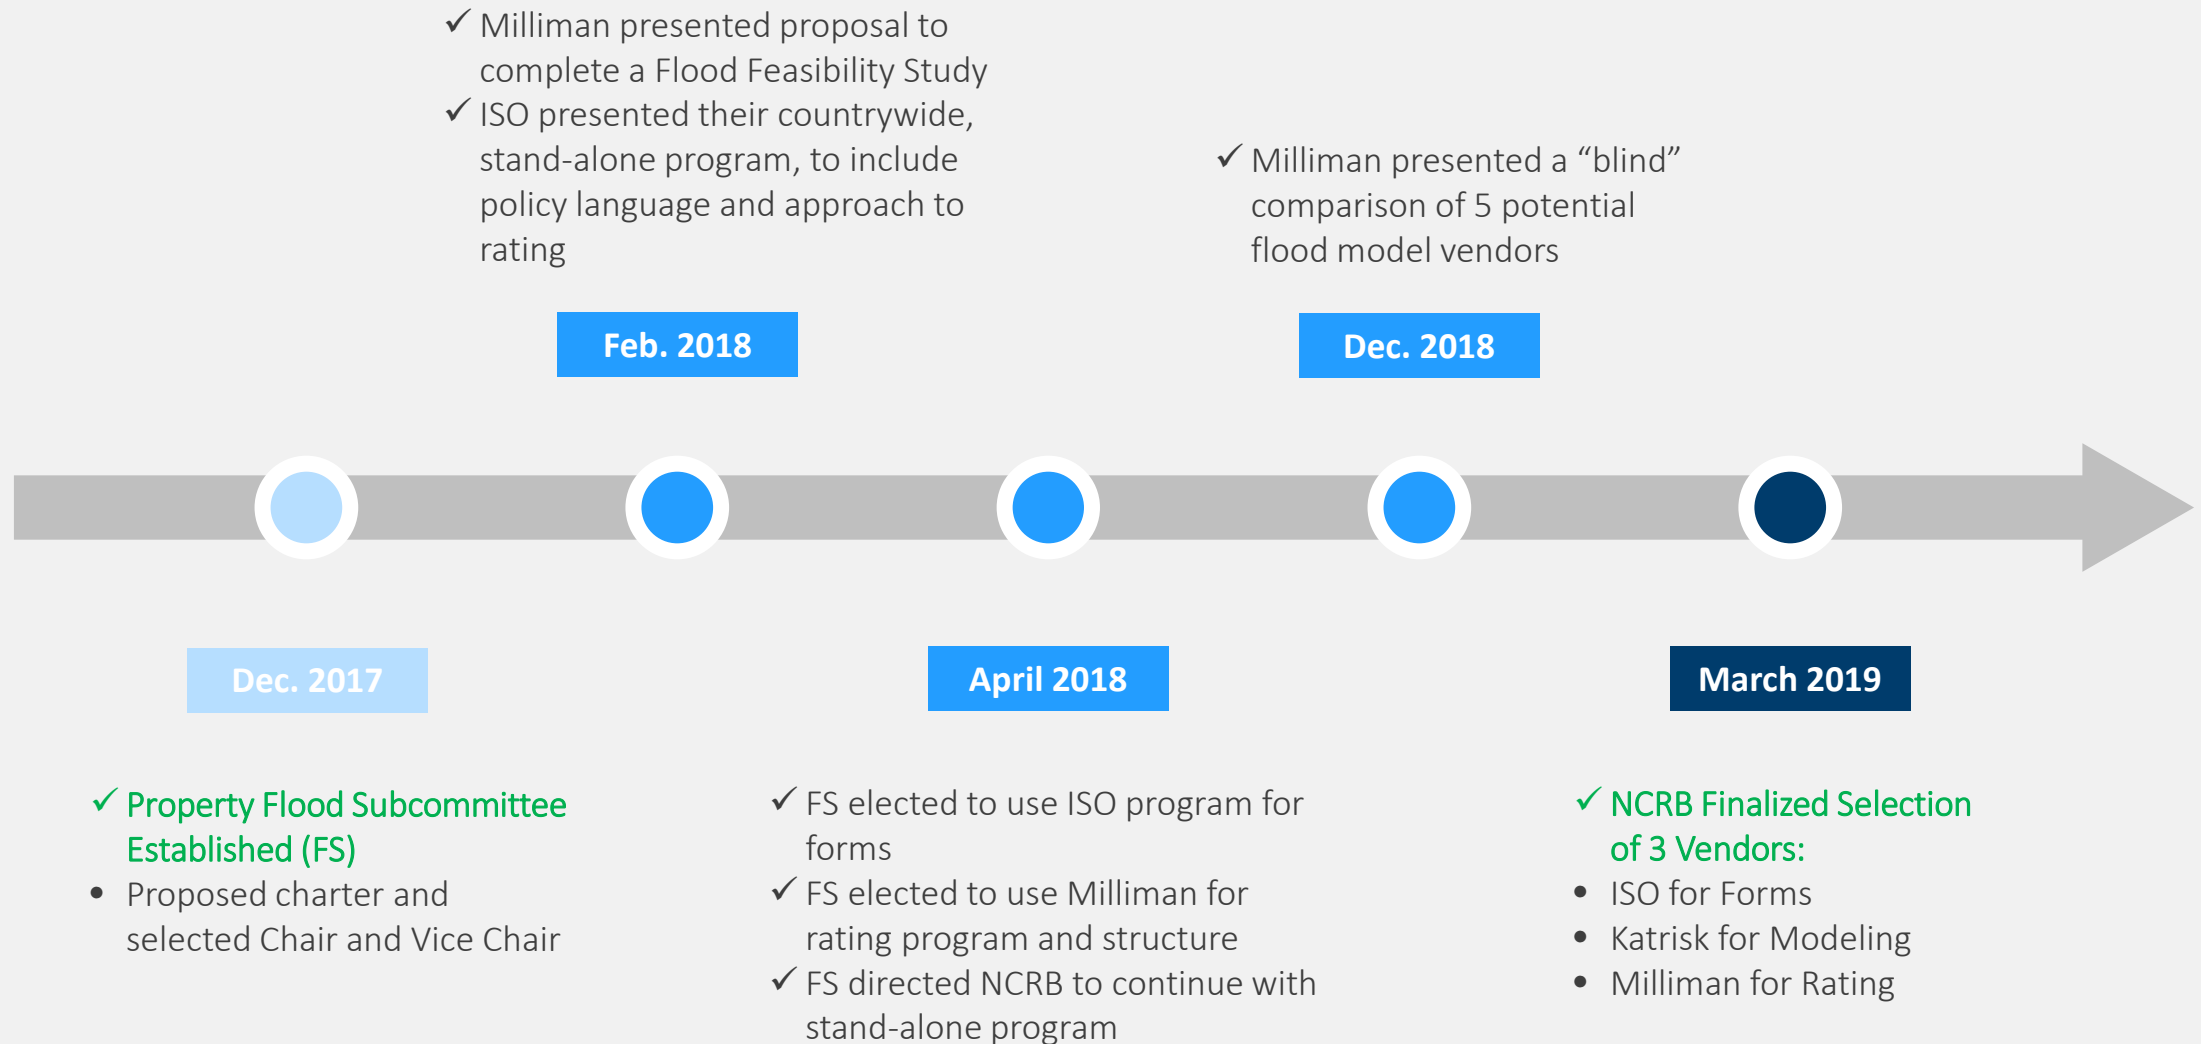 ✓ Milliman presented proposal to
complete a Flood Feasibility Study
✓ ISO presented their countrywide,
stand-alone program, to include
policy language and approach to
rating
Feb. 2018
✓ Milliman presented a “blind”
comparison of 5 potential
flood model vendors
Dec. 2018
Dec. 2017
✓ Property Flood Subcommittee
Established (FS)
• Proposed charter and
selected Chair and Vice Chair
April 2018
✓ FS elected to use ISO program for
forms
✓ FS elected to use Milliman for
rating program and structure
✓ FS directed NCRB to continue with
stand-alone program
March 2019
✓ NCRB Finalized Selection
of 3 Vendors:
• ISO for Forms
• Katrisk for Modeling
• Milliman for Rating